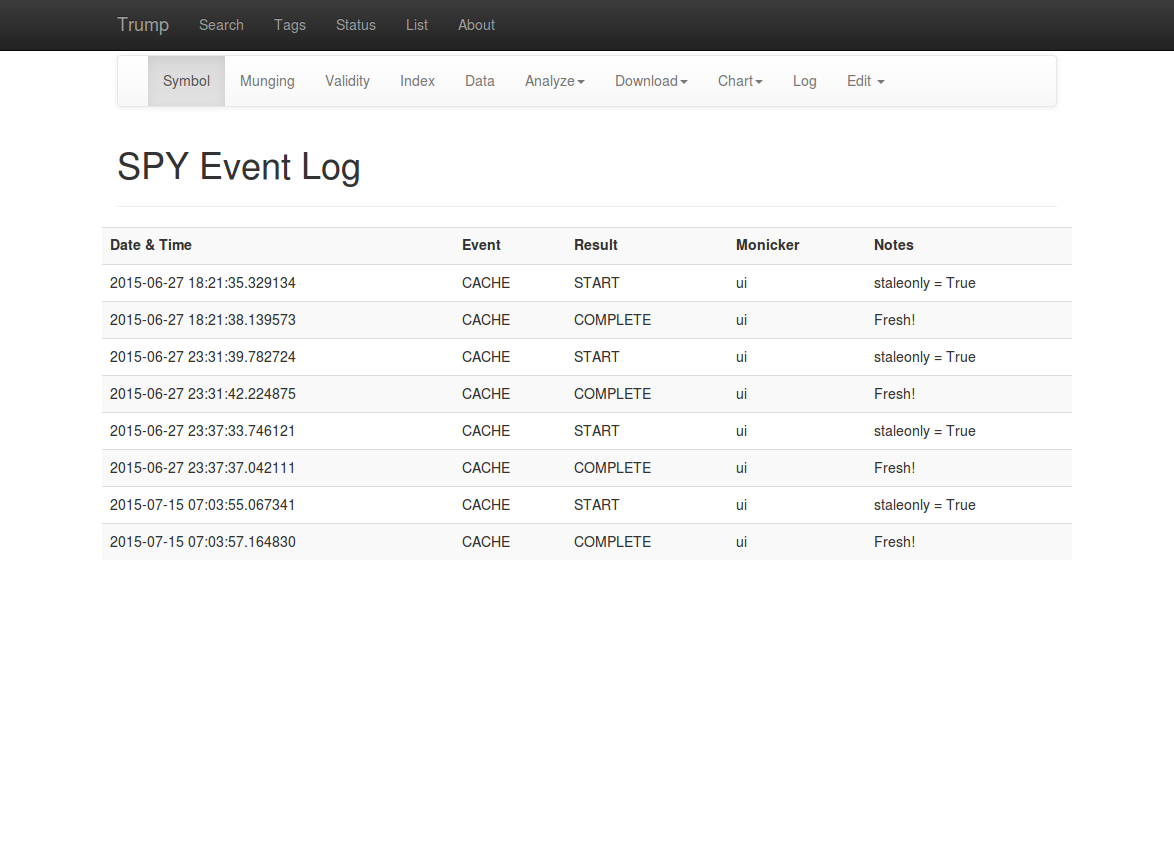 Trump Search Tags Status List About
Symbol Munging Validity Index Data Analyze Download Chart Log Edit
SPY Event Log
Date & Time Event Result Monicker Notes
2015-06-27 18:21:35.329134 CACHE START ui staleonly = True
2015-06-27 18:21:38.139573 CACHE COMPLETE ui Fresh!
2015-06-27 23:31:39.782724 CACHE START ui staleonly = True
2015-06-27 23:31:42.224875 CACHE COMPLETE ui Fresh!
2015-06-27 23:37:33.746121 CACHE START ui staleonly = True
2015-06-27 23:37:37.042111 CACHE COMPLETE ui Fresh!
2015-07-15 07:03:55.067341 CACHE START ui staleonly = True
2015-07-15 07:03:57.164830 CACHE COMPLETE ui Fresh!